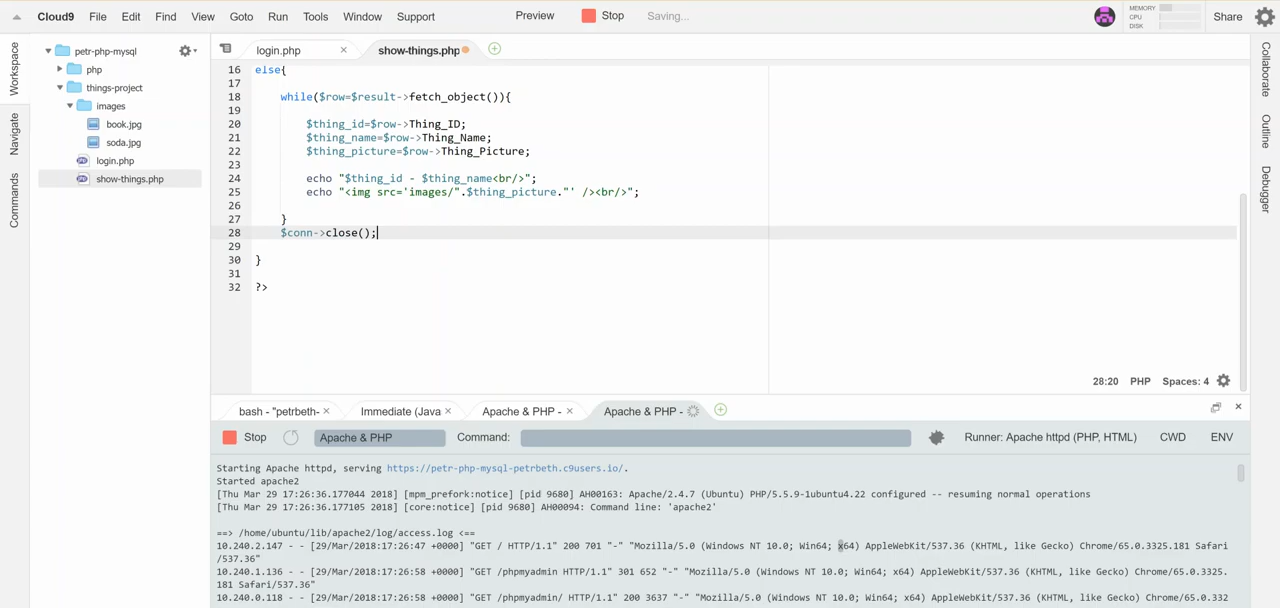 Cloud9 File Edit Find View Goto Run Tools Window Support Preview Stop Saving... MEMORY CPU DISK Share
Workspace
Navigate
Commands
petr-php-mysql
php
things-project
images
book.jpg
soda.jpg
login.php
show-things.php
login.php × show-things.php
16 else{
17
18 while($row=$result->fetch_object()){
19
20 $thing_id=$row->Thing_ID;
21 $thing_name=$row->Thing_Name;
22 $thing_picture=$row->Thing_Picture;
23
24 echo "$thing_id - $thing_name<br/>";
25 echo "<img src='images/".$thing_picture."' /><br/>";
26
27 }
28 $conn->close();
29
30 }
31
32 ?>
28:20 PHP Spaces: 4
Collaborate
Outline
Debugger
bash - "petrbeth- × Immediate (Java × Apache & PHP - × Apache & PHP -
Stop Apache & PHP Command: Runner: Apache httpd (PHP, HTML) CWD ENV
Starting Apache httpd, serving https://petr-php-mysql-petrbeth.c9users.io/.
Started apache2
[Thu Mar 29 17:26:36.177044 2018] [mpm_prefork:notice] [pid 9680] AH00163: Apache/2.4.7 (Ubuntu) PHP/5.5.9-1ubuntu4.22 configured -- resuming normal operations
[Thu Mar 29 17:26:36.177105 2018] [core:notice] [pid 9680] AH00094: Command line: 'apache2'
==> /home/ubuntu/lib/apache2/log/access.log <==
10.240.2.147 - - [29/Mar/2018:17:26:47 +0000] "GET / HTTP/1.1" 200 701 "-" "Mozilla/5.0 (Windows NT 10.0; Win64; x64) AppleWebKit/537.36 (KHTML, like Gecko) Chrome/65.0.3325.181 Safari
/537.36"
10.240.1.136 - - [29/Mar/2018:17:26:58 +0000] "GET /phpmyadmin HTTP/1.1" 301 652 "-" "Mozilla/5.0 (Windows NT 10.0; Win64; x64) AppleWebKit/537.36 (KHTML, like Gecko) Chrome/65.0.3325.
181 Safari/537.36"
10.240.0.118 - - [29/Mar/2018:17:26:58 +0000] "GET /phpmyadmin/ HTTP/1.1" 200 3637 "-" "Mozilla/5.0 (Windows NT 10.0; Win64; x64) AppleWebKit/537.36 (KHTML, like Gecko) Chrome/65.0.332